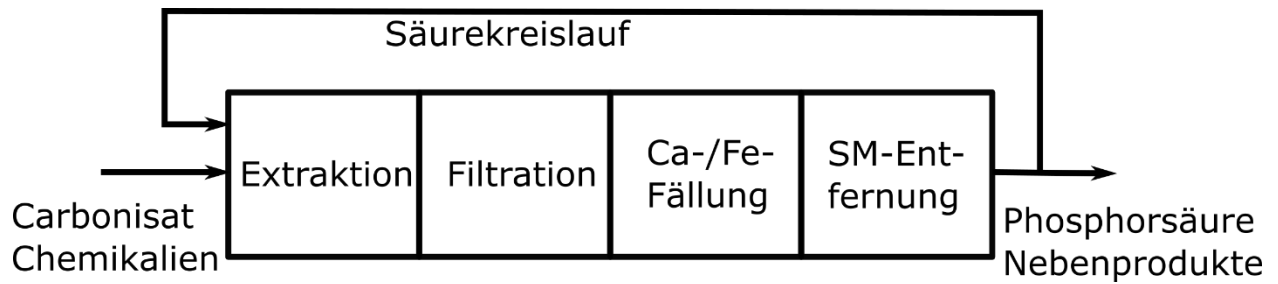 Säurekreislauf
Extraktion
Filtration
Ca-/Fe-
Fällung
SM-Ent-
fernung
Carbonisat
Chemikalien
Phosphorsäure
Nebenprodukte